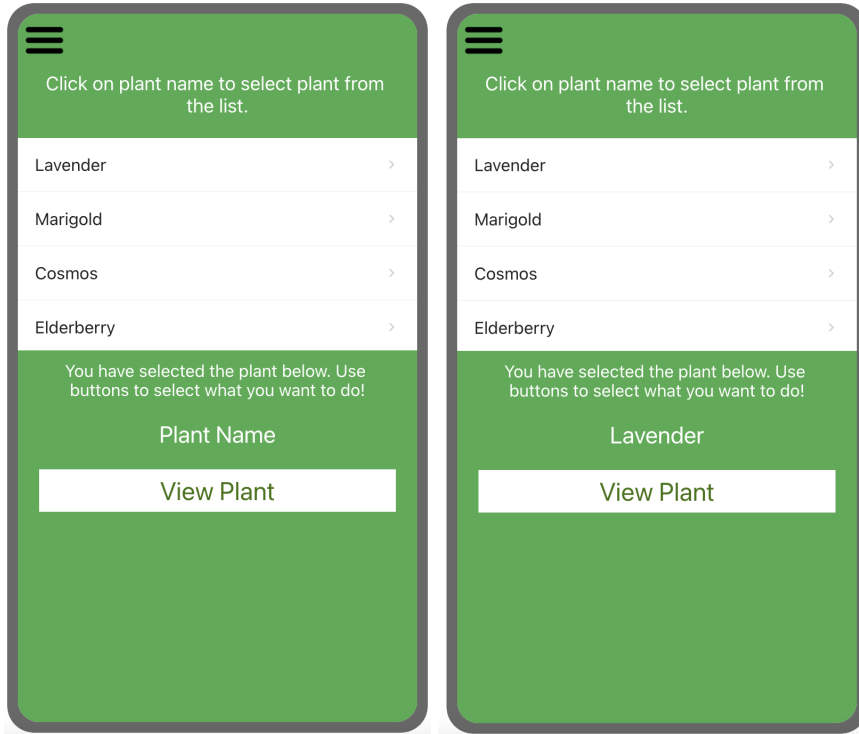 Click on plant name to select plant from
the list.
Lavender
Marigold
Cosmos
Elderberry
You have selected the plant below. Use
buttons to select what you want to do!
Plant Name
View Plant
Click on plant name to select plant from
the list.
Lavender
Marigold
Cosmos
Elderberry
You have selected the plant below. Use
buttons to select what you want to do!
Lavender
View Plant